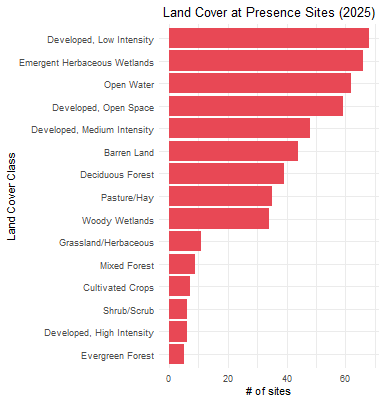 Land Cover at Presence Sites (2025)
Land Cover Class
Developed, Low Intensity
Emergent Herbaceous Wetlands
Open Water
Developed, Open Space
Developed, Medium Intensity
Barren Land
Deciduous Forest
Pasture/Hay
Woody Wetlands
Grassland/Herbaceous
Mixed Forest
Cultivated Crops
Shrub/Scrub
Developed, High Intensity
Evergreen Forest
0 20 40 60
# of sites